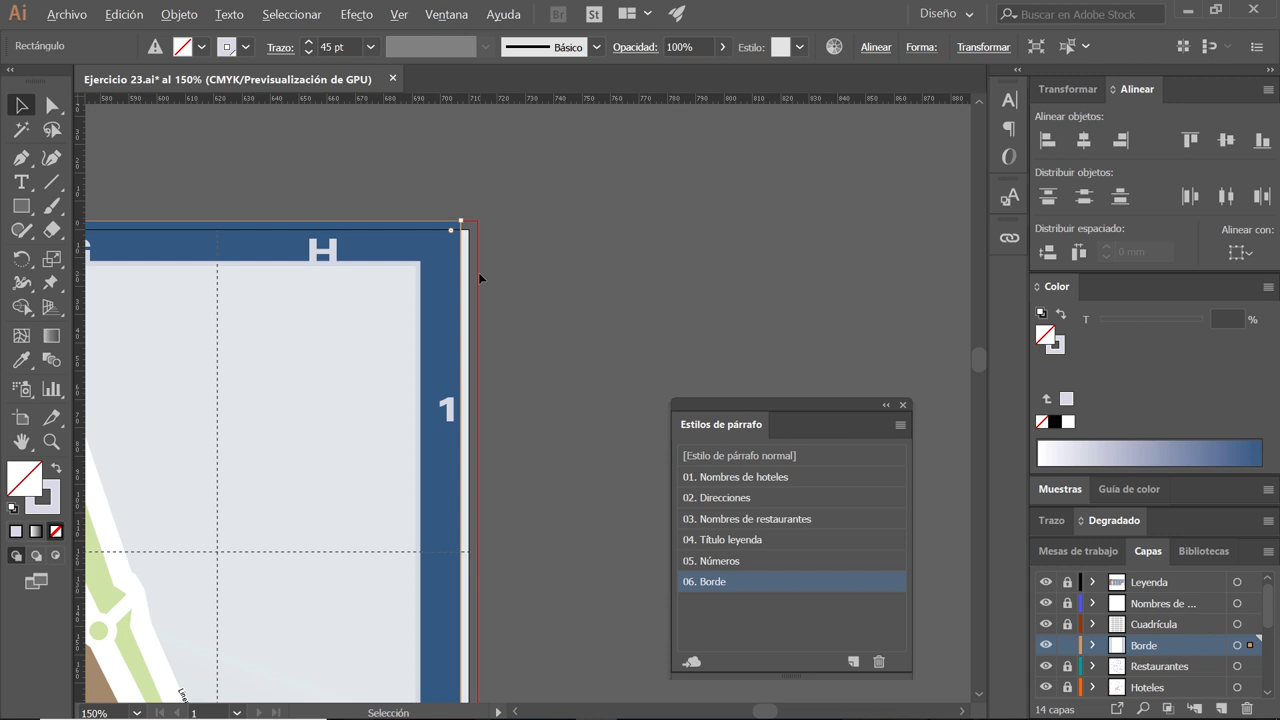 Ai Archivo Edición Objeto Texto Seleccionar Efecto Ver Ventana Ayuda Br St Diseño Buscar en Adobe Stock
Rectángulo Trazo: 45 pt Básico Opacidad: 100% Estilo: Alinear Forma: Transformar
Ejercicio 23.ai* al 150% (CMYK/Previsualización de GPU)
580 590 600 610 620 630 640 650 660 670 680 690 700 710 720 730 740 750 760 770 780 790 800 810 820 830 840 850 860 870 880
Transformar Alinear
Alinear objetos:
Distribuir objetos:
Distribuir espaciado: Alinear con:
0 mm
Color
T %
H
1
Estilos de párrafo
[Estilo de párrafo normal]
01. Nombres de hoteles
02. Direcciones
03. Nombres de restaurantes
04. Título leyenda
05. Números
06. Borde
Muestras Guía de color
Trazo Degradado
Mesas de trabajo Capas Bibliotecas
Leyenda
Nombres de ...
Cuadrícula
Borde
Restaurantes
Hoteles
14 capas
150% 1 Selección